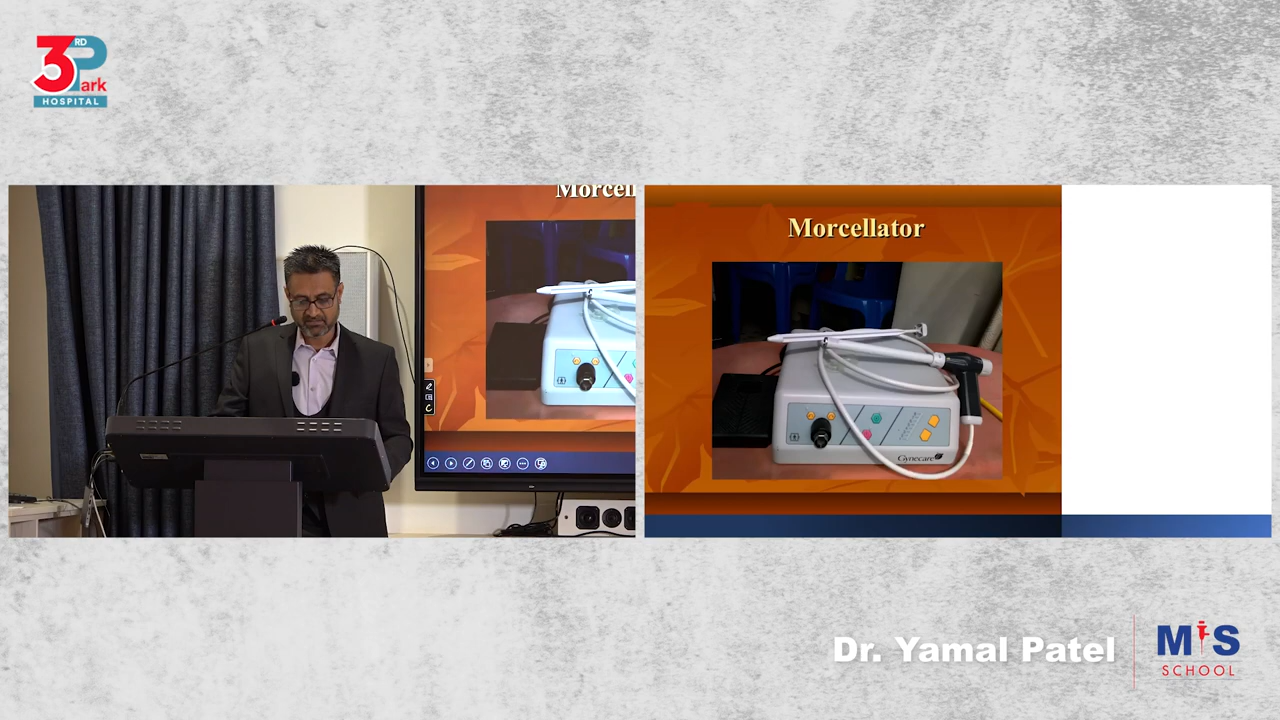 3RD Park
HOSPITAL
Morcell
Morcellator
Gynecare
Dr. Yamal Patel
MIS
SCHOOL